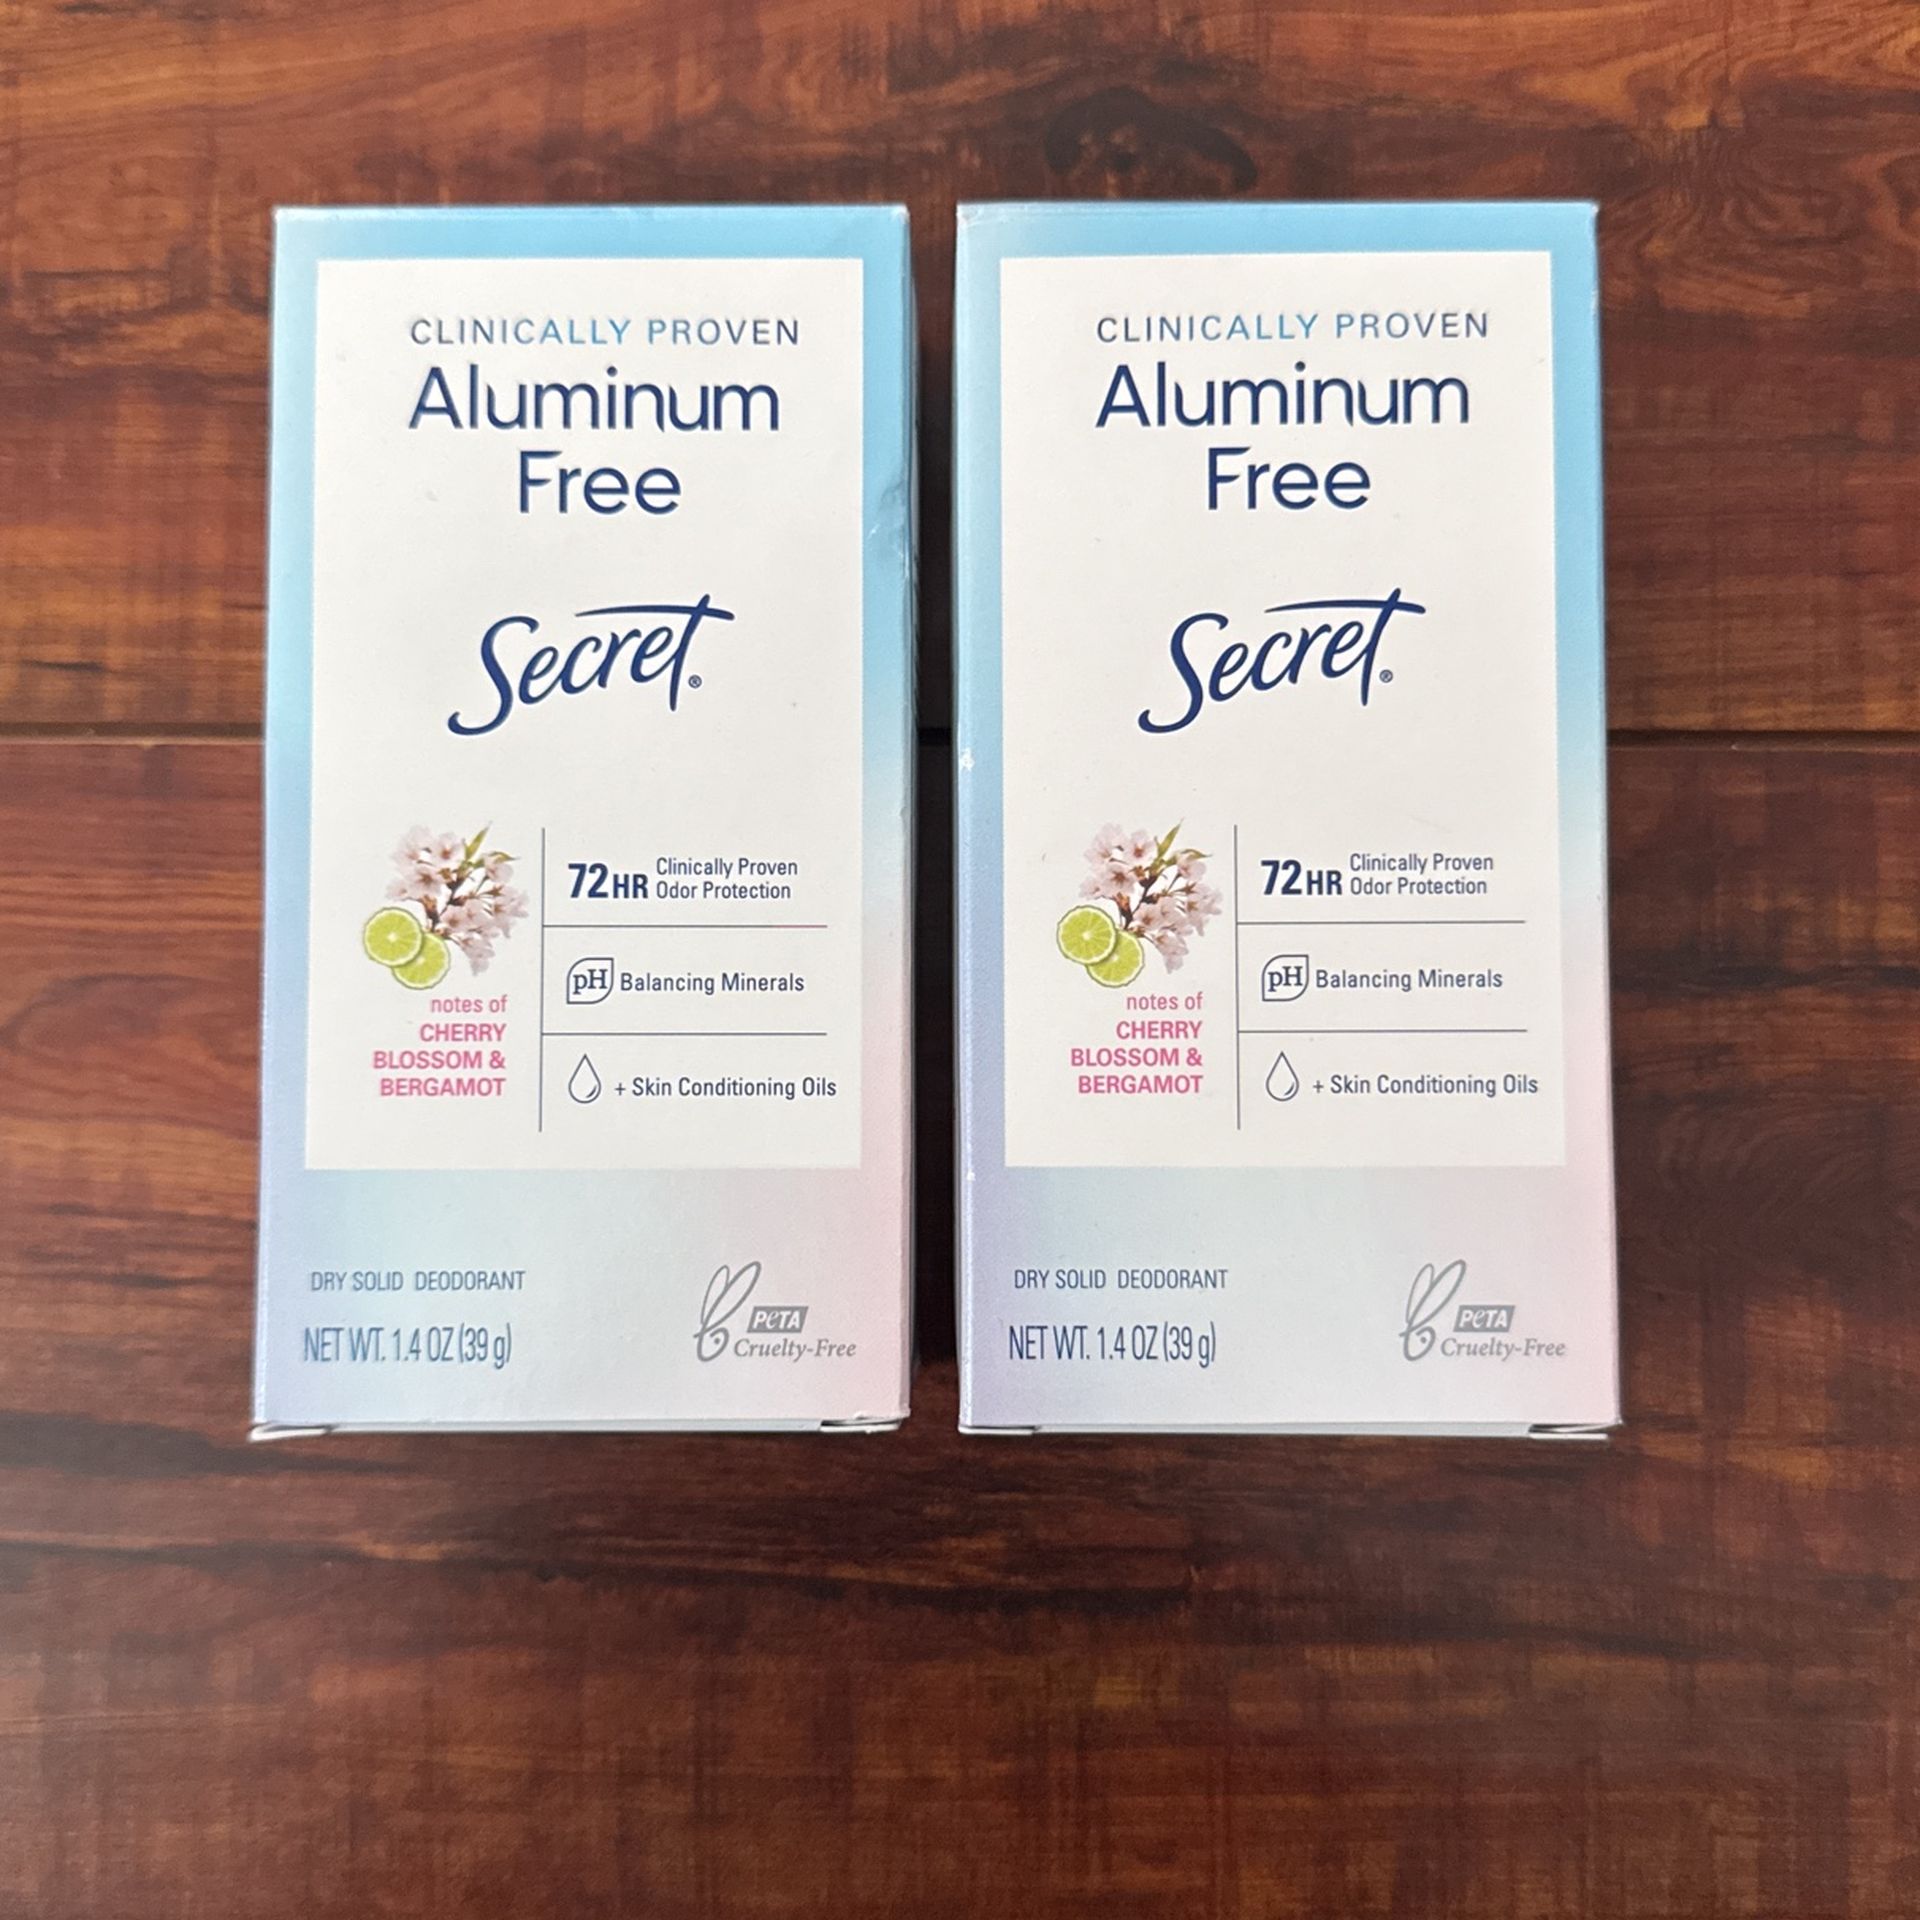 CLINICALLY PROVEN
Aluminum
Free
Secret®
72HR Clinically Proven
Odor Protection
pH Balancing Minerals
+ Skin Conditioning Oils
notes of
CHERRY
BLOSSOM &
BERGAMOT
DRY SOLID DEODORANT
NET WT. 1.4 OZ (39 g)
PETA
Cruelty-Free
CLINICALLY PROVEN
Aluminum
Free
Secret®
72HR Clinically Proven
Odor Protection
pH Balancing Minerals
+ Skin Conditioning Oils
notes of
CHERRY
BLOSSOM &
BERGAMOT
DRY SOLID DEODORANT
NET WT. 1.4 OZ (39 g)
PETA
Cruelty-Free